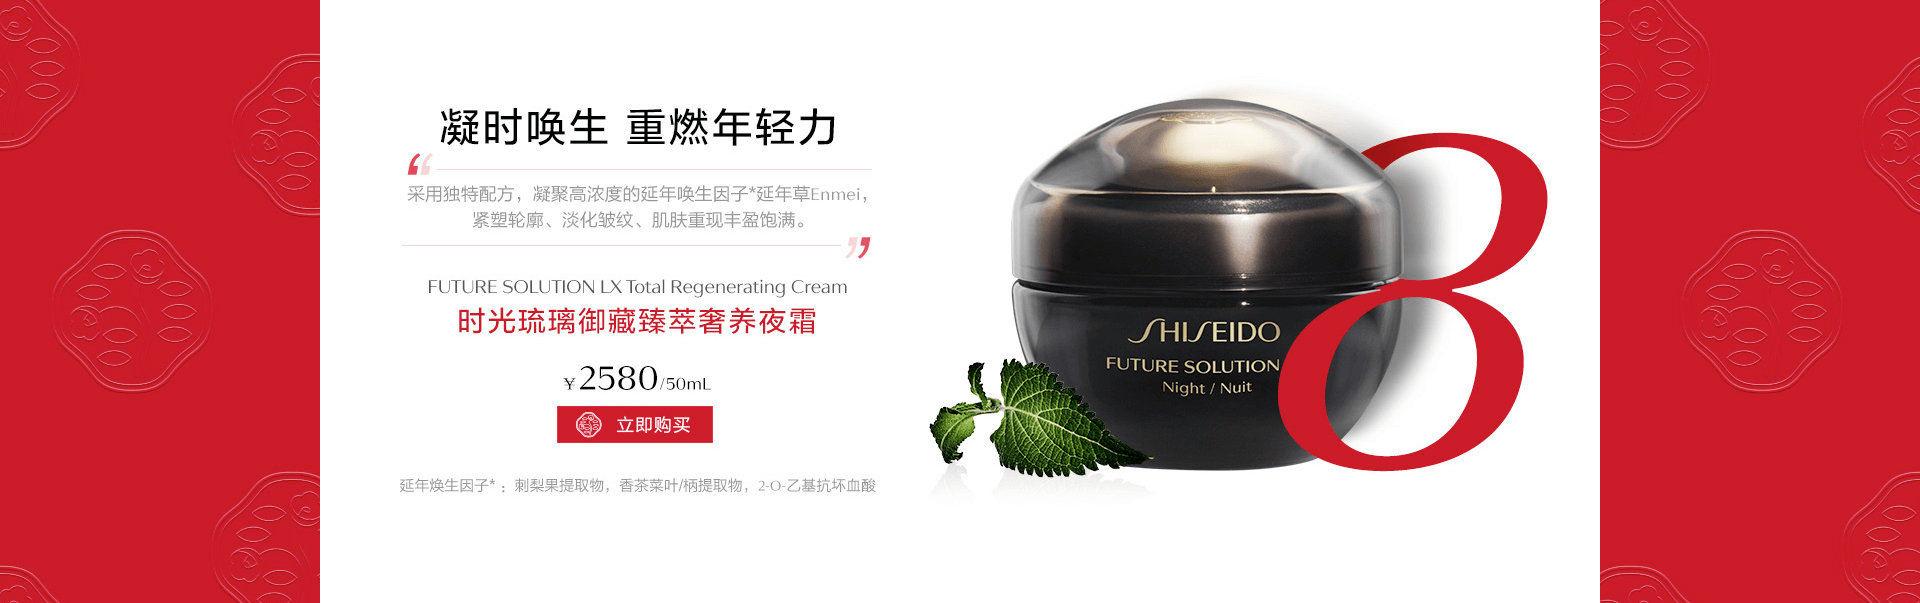 凝时唤生 重燃年轻力
采用独特配方，凝聚高浓度的延年唤生因子*延年草Enmei，
紧塑轮廓、淡化皱纹、肌肤重现丰盈饱满。
FUTURE SOLUTION LX Total Regenerating Cream
时光琉璃御藏臻萃奢养夜霜
¥2580/50mL
立即购买
延年焕生因子*：刺梨果提取物，香茶菜叶/柄提取物，2-O-乙基抗坏血酸
SHISEIDO
FUTURE SOLUTION
Night / Nuit
8